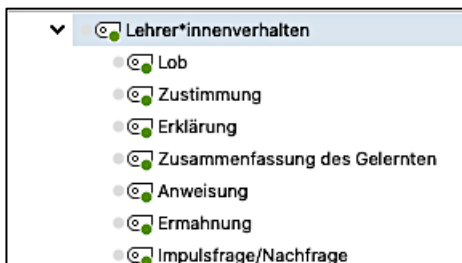 Lehrer*innenverhalten
Lob
Zustimmung
Erklärung
Zusammenfassung des Gelernten
Anweisung
Ermahnung
Impulsfrage/Nachfrage